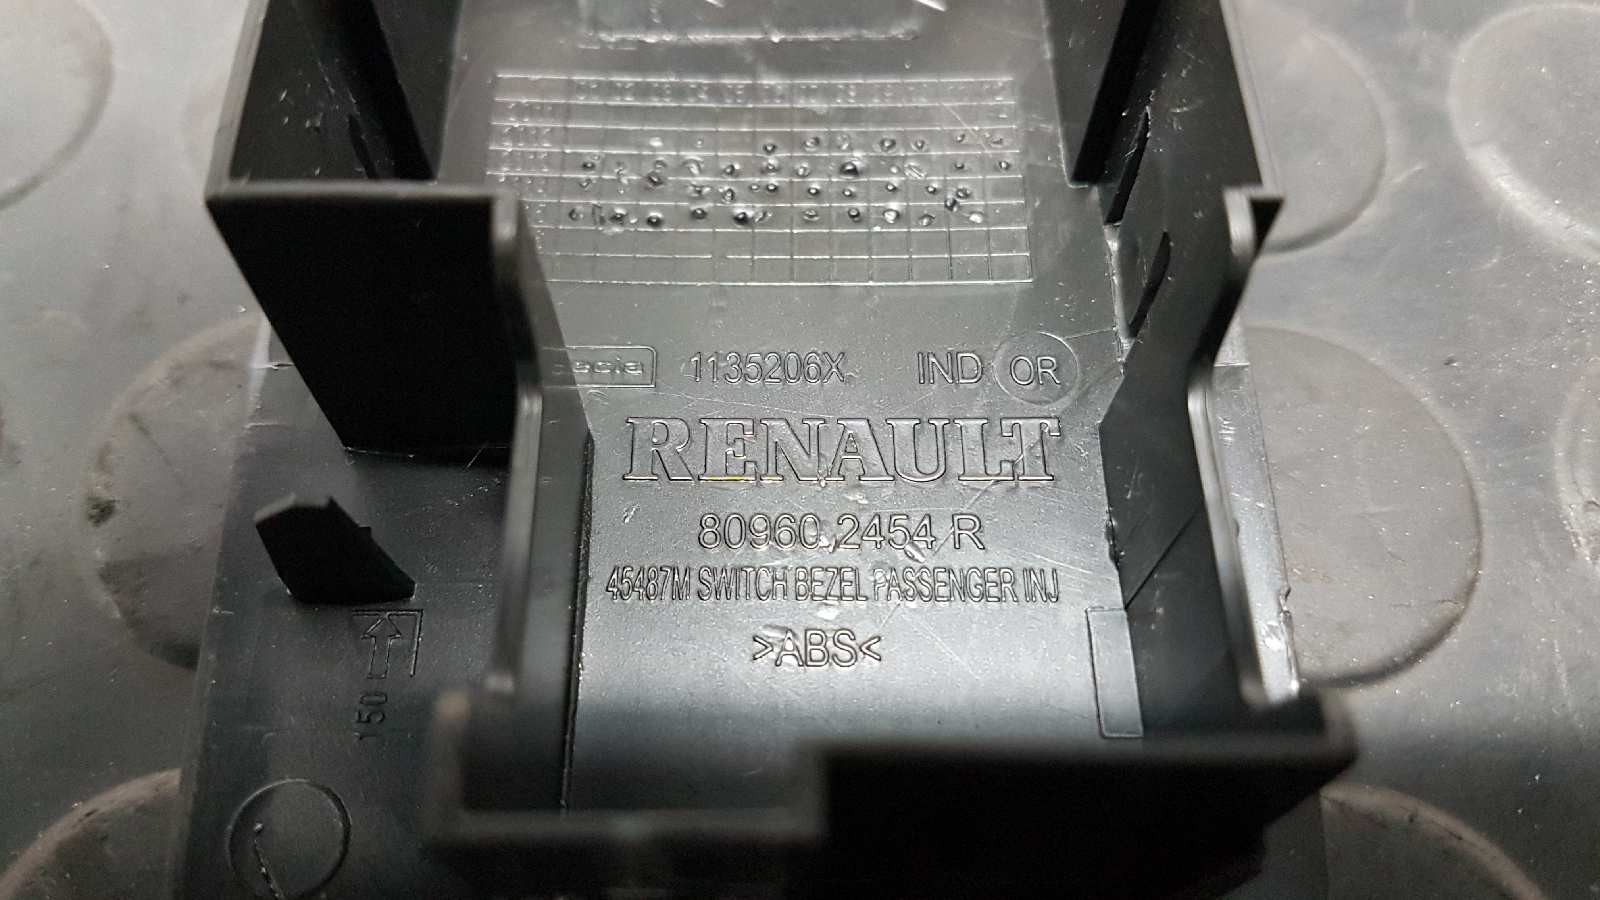 dacia 1135206X IND OR
RENAULT
80960 2454 R
45487M SWITCH BEZEL PASSENGER INJ
>ABS<
150